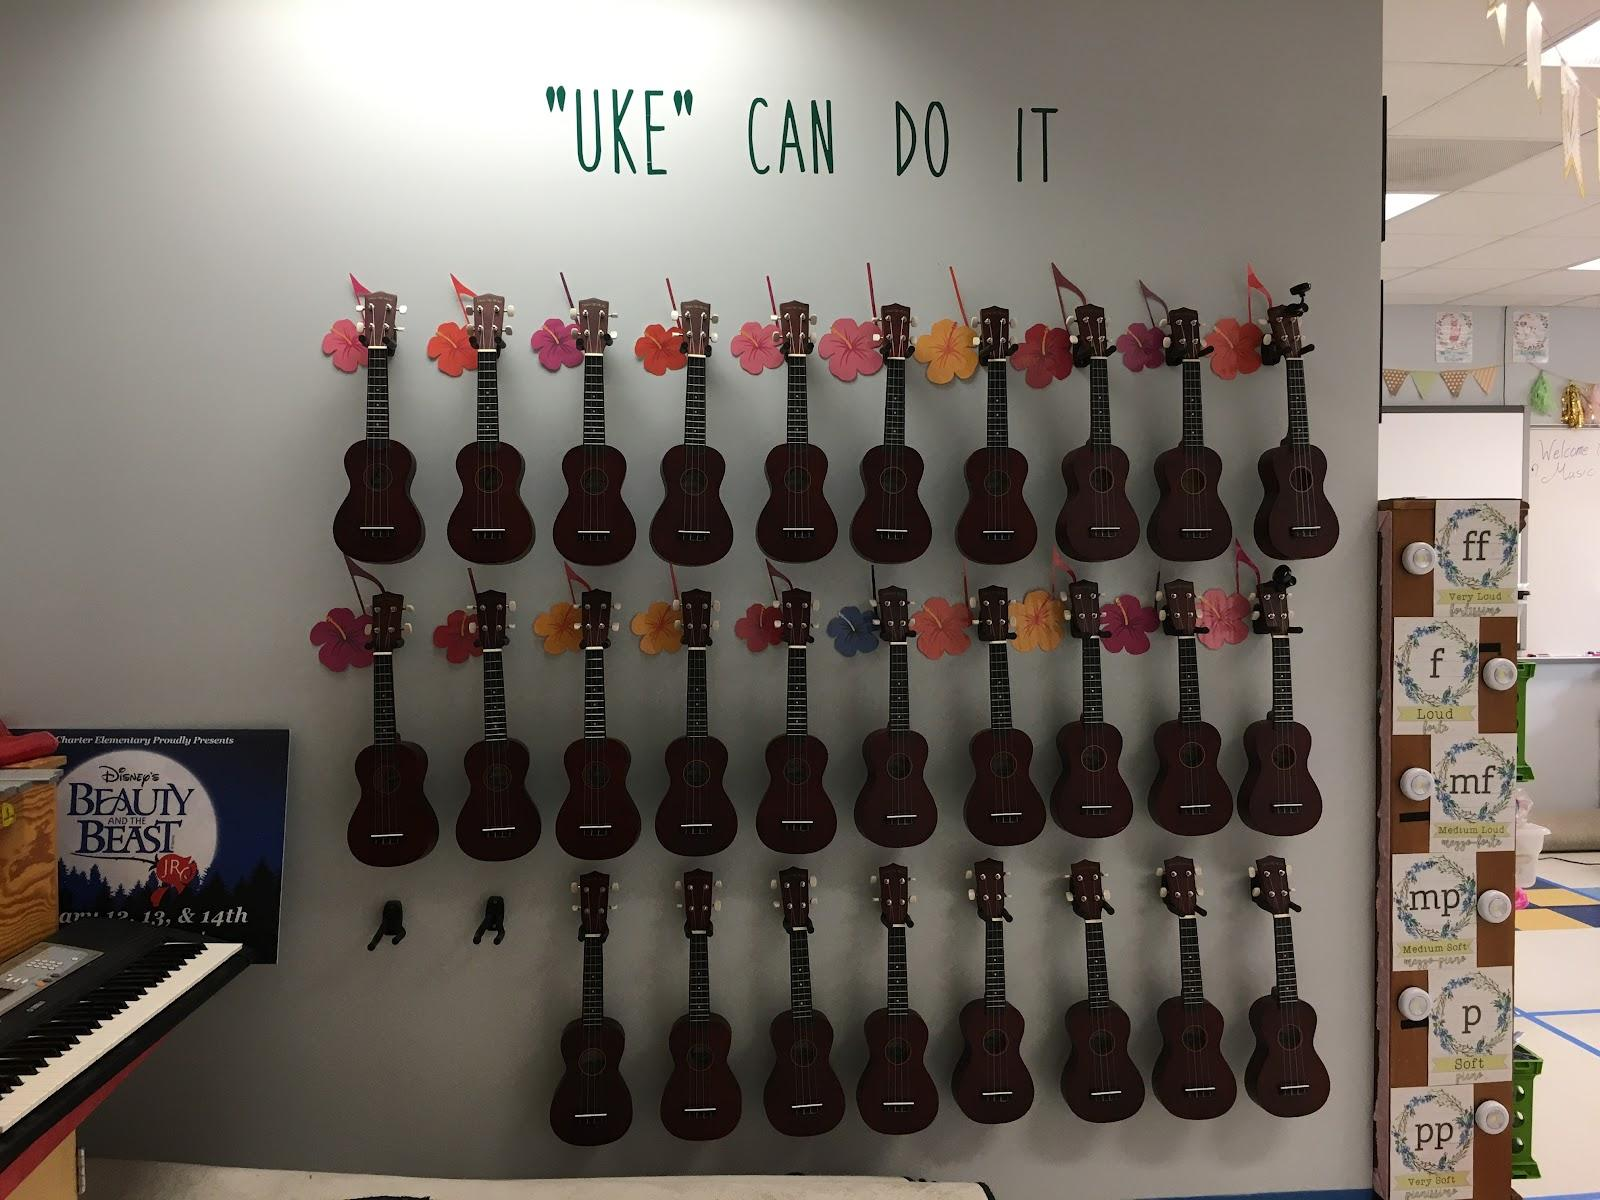 "UKE" CAN DO IT
Charter Elementary Proudly Presents
Disney's
BEAUTY
AND THE
BEAST
JR.
12, 13, & 14th
Welcome
Music
ff
Very Loud
fortissimo
f
Loud
forte
mf
Medium Loud
mezzo-forte
mp
Medium Soft
mezzo-piano
p
Soft
piano
pp
Very Soft
pianissimo